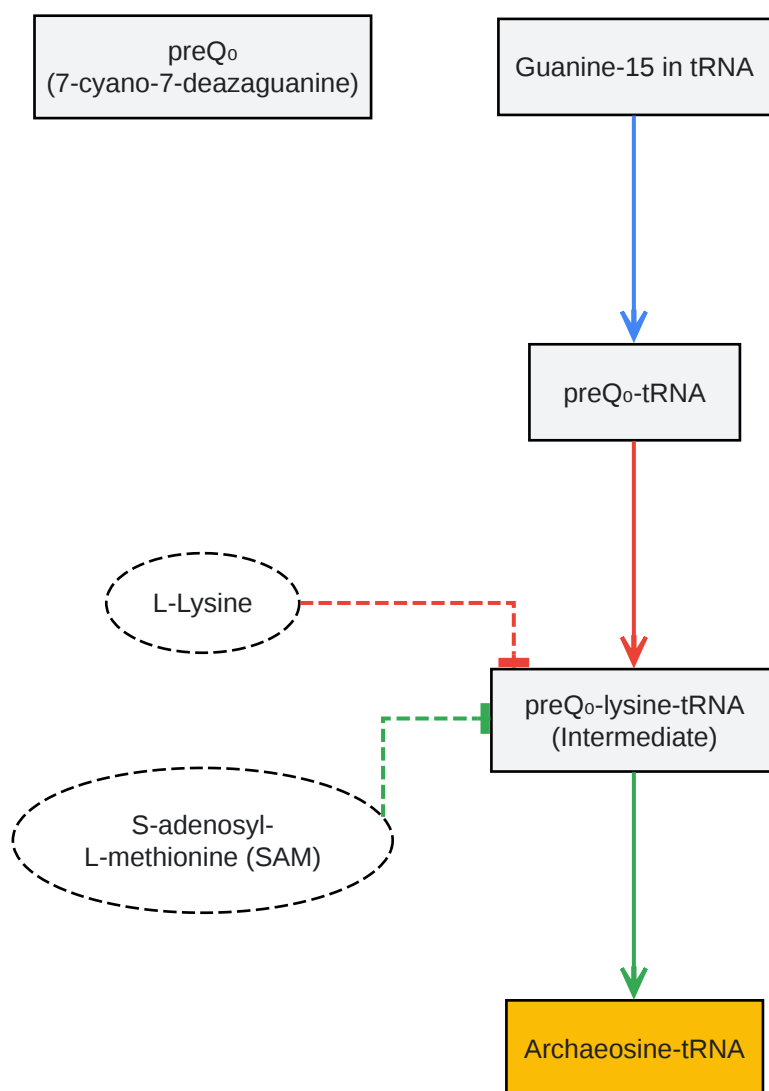 preQ₀
(7-cyano-7-deazaguanine)
Guanine-15 in tRNA
preQ₀-tRNA
L-Lysine
preQ₀-lysine-tRNA
(Intermediate)
S-adenosyl-
L-methionine (SAM)
Archaeosine-tRNA